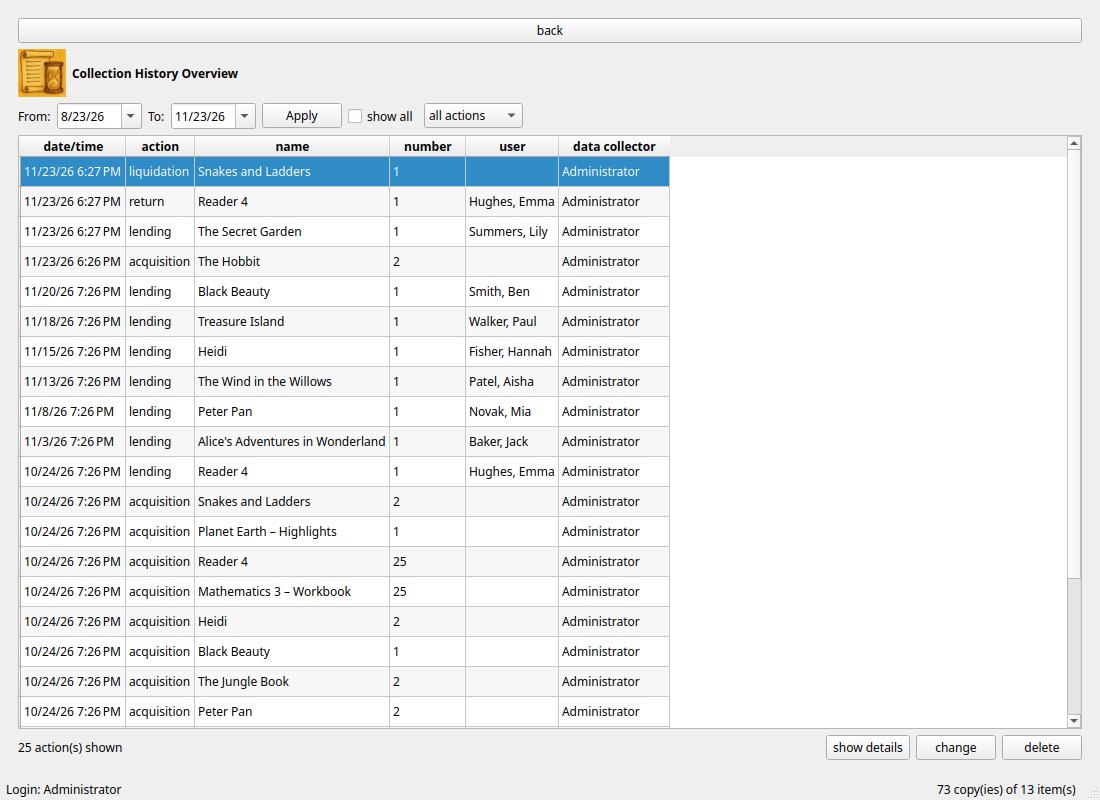 back
Collection History Overview
From: 8/23/26 To: 11/23/26 Apply show all all actions
date/time action name number user data collector
11/23/26 6:27 PM liquidation Snakes and Ladders 1 Administrator
11/23/26 6:27 PM return Reader 4 1 Hughes, Emma Administrator
11/23/26 6:27 PM lending The Secret Garden 1 Summers, Lily Administrator
11/23/26 6:26 PM acquisition The Hobbit 2 Administrator
11/20/26 7:26 PM lending Black Beauty 1 Smith, Ben Administrator
11/18/26 7:26 PM lending Treasure Island 1 Walker, Paul Administrator
11/15/26 7:26 PM lending Heidi 1 Fisher, Hannah Administrator
11/13/26 7:26 PM lending The Wind in the Willows 1 Patel, Aisha Administrator
11/8/26 7:26 PM lending Peter Pan 1 Novak, Mia Administrator
11/3/26 7:26 PM lending Alice's Adventures in Wonderland 1 Baker, Jack Administrator
10/24/26 7:26 PM lending Reader 4 1 Hughes, Emma Administrator
10/24/26 7:26 PM acquisition Snakes and Ladders 2 Administrator
10/24/26 7:26 PM acquisition Planet Earth – Highlights 1 Administrator
10/24/26 7:26 PM acquisition Reader 4 25 Administrator
10/24/26 7:26 PM acquisition Mathematics 3 – Workbook 25 Administrator
10/24/26 7:26 PM acquisition Heidi 2 Administrator
10/24/26 7:26 PM acquisition Black Beauty 1 Administrator
10/24/26 7:26 PM acquisition The Jungle Book 2 Administrator
10/24/26 7:26 PM acquisition Peter Pan 2 Administrator
25 action(s) shown show details change delete
Login: Administrator 73 copy(ies) of 13 item(s)